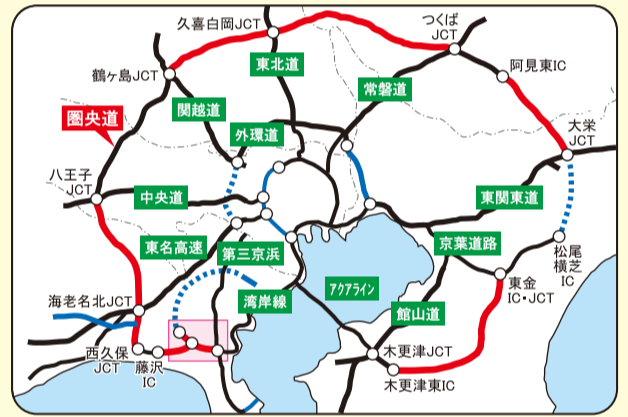 久喜白岡JCT
つくば
JCT
東北道
鶴ヶ島JCT
阿見東IC
常磐道
関越道
圏央道
外環道
大栄
JCT
八王子
JCT
中央道
東関東道
東名高速
第三京浜
京葉道路
松尾
横芝
IC
アクアライン
東金
IC・JCT
海老名北JCT
湾岸線
館山道
西久保
JCT
藤沢
IC
木更津JCT
木更津東IC